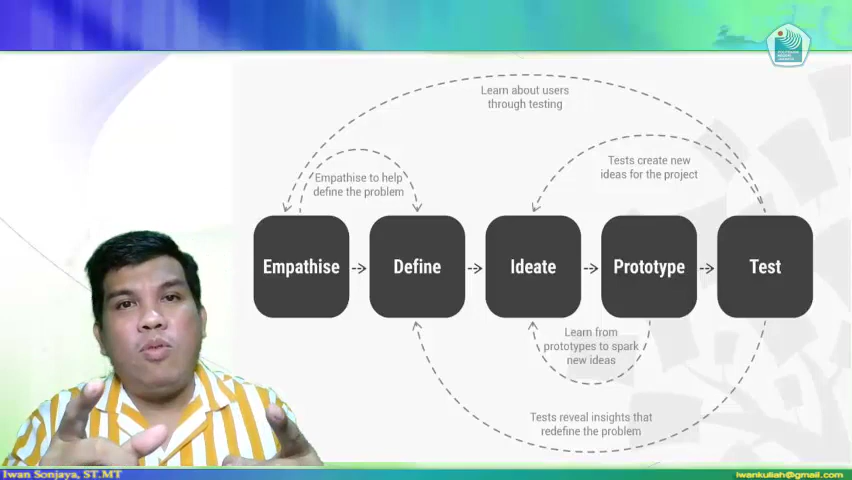 Learn about users
through testing
Tests create new
ideas for the project
Empathise to help
define the problem
Empathise
Define
Ideate
Prototype
Test
Learn from
prototypes to spark
new ideas
Tests reveal insights that
redefine the problem
Iwan Sonjaya, ST.MT
iwankuliah@gmail.com